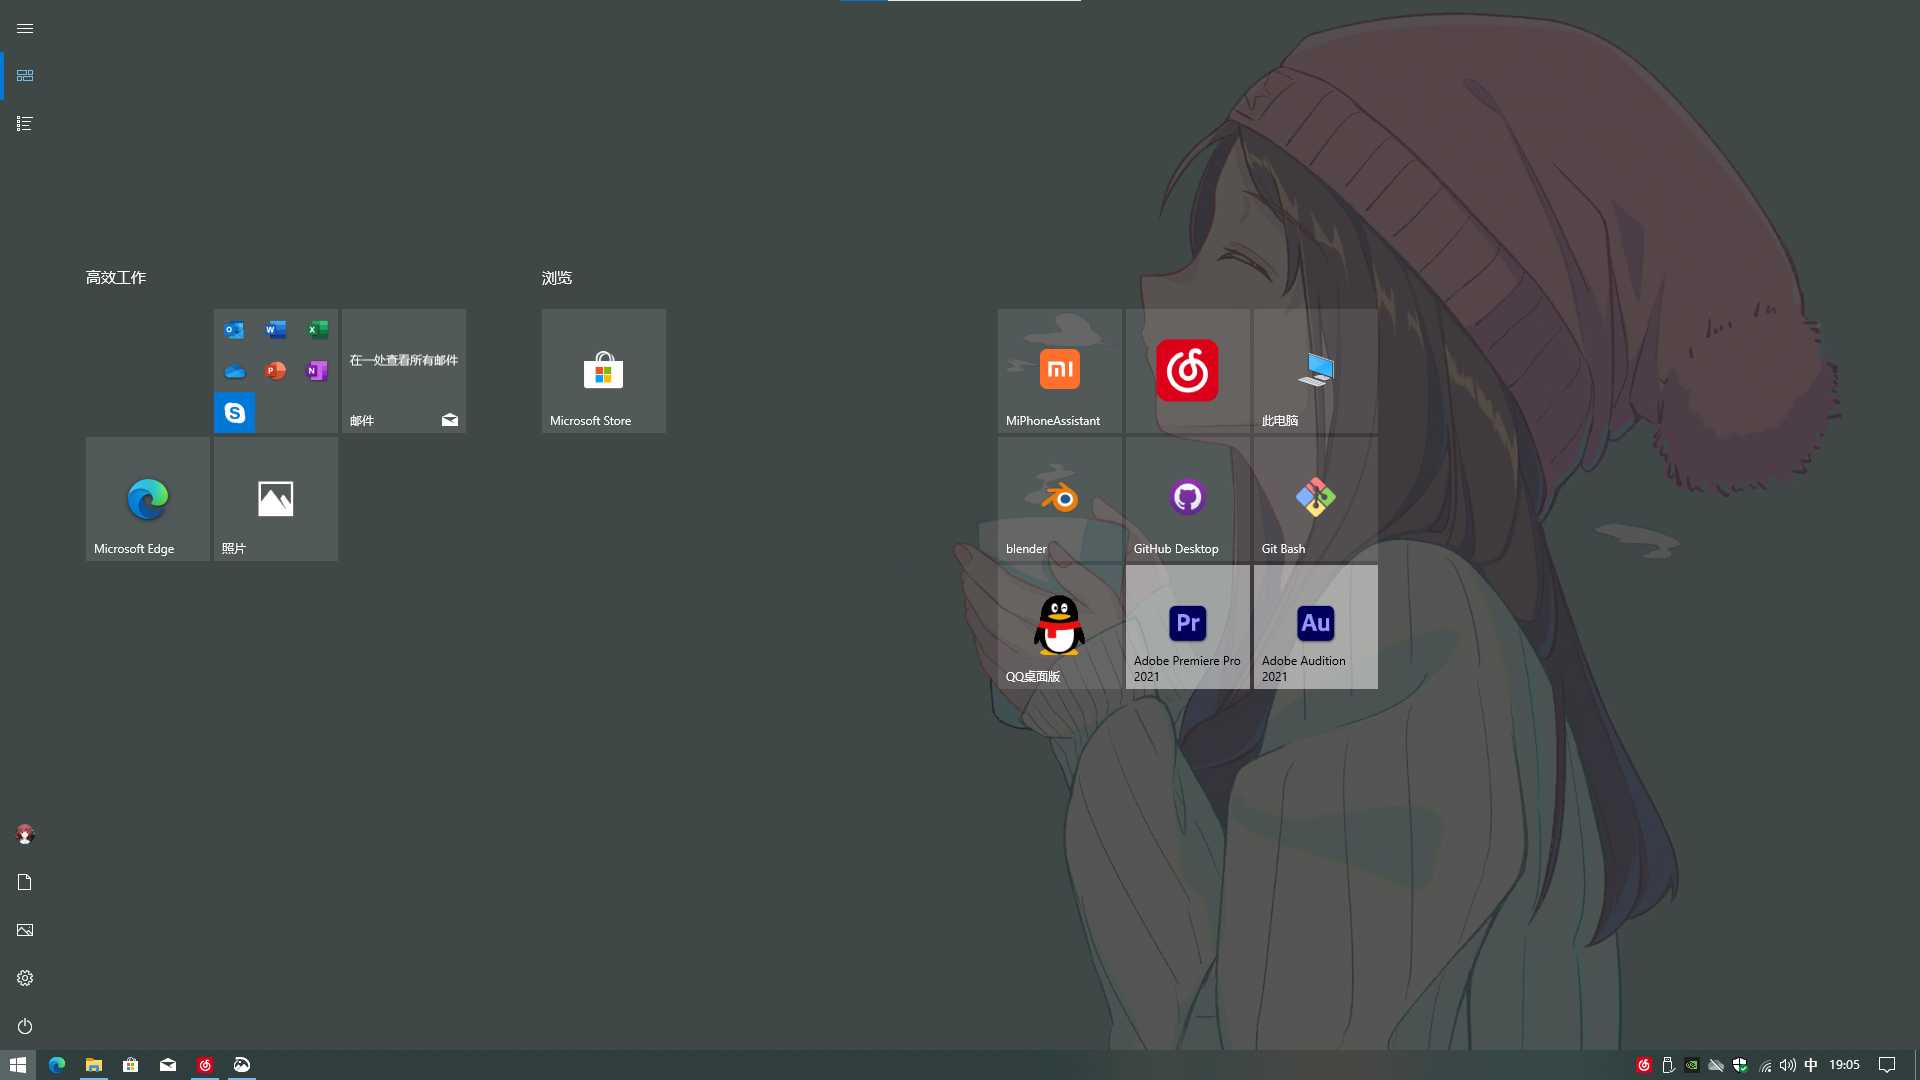 高效工作
浏览
在一处查看所有邮件
邮件
Microsoft Store
MiPhoneAssistant
此电脑
Microsoft Edge
照片
blender
GitHub Desktop
Git Bash
QQ桌面版
Pr
Adobe Premiere Pro
2021
Au
Adobe Audition
2021
中
19:05